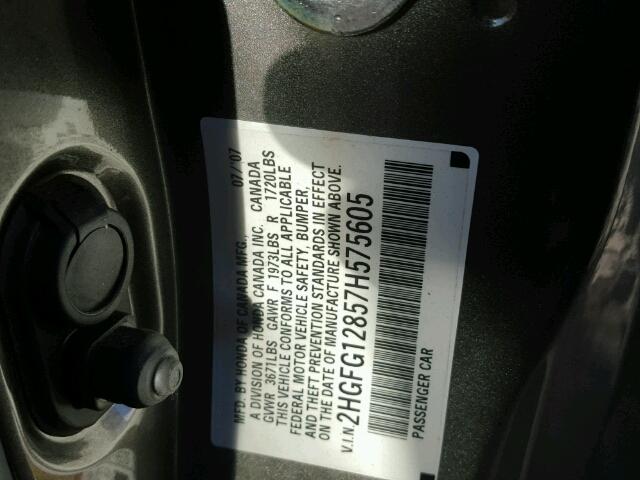 MFD. BY HONDA OF CANADA MFG., 07/07
A DIVISION OF HONDA CANADA INC. CANADA
GVWR 3671LBS GAWR F 1973LBS R 1720LBS
THIS VEHICLE CONFORMS TO ALL APPLICABLE
FEDERAL MOTOR VEHICLE SAFETY, BUMPER,
AND THEFT PREVENTION STANDARDS IN EFFECT
ON THE DATE OF MANUFACTURE SHOWN ABOVE.
V.I.N. 2HGFG12857H575605
PASSENGER CAR